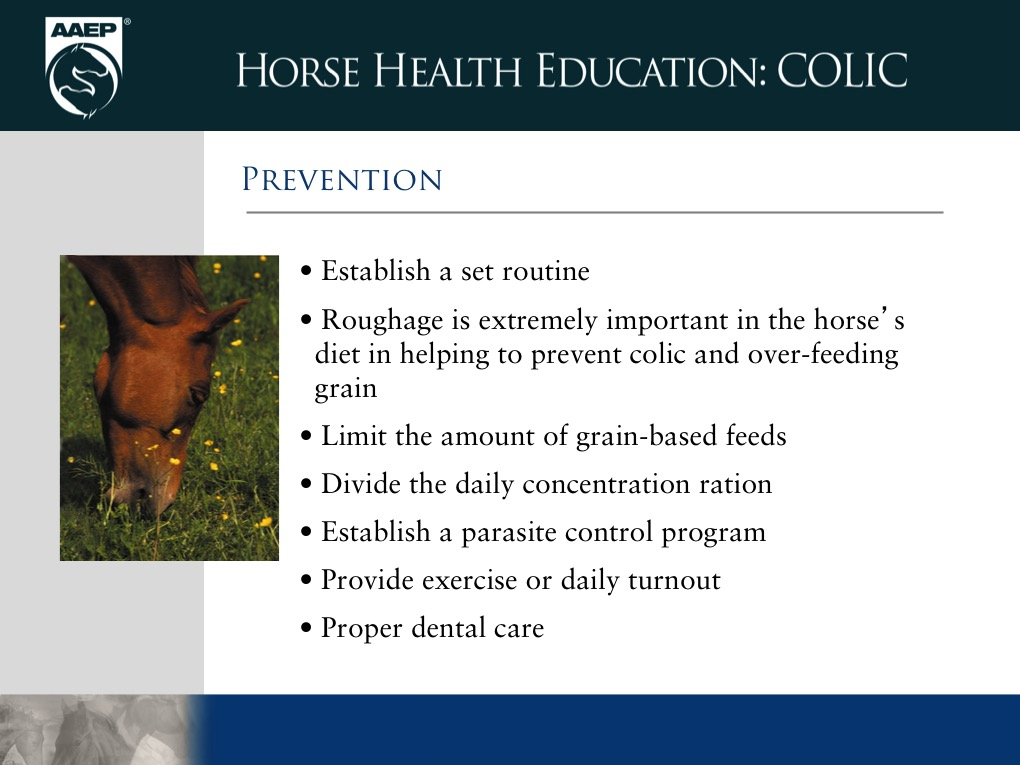 AAEP®
HORSE HEALTH EDUCATION: COLIC
PREVENTION
• Establish a set routine
• Roughage is extremely important in the horse’s
diet in helping to prevent colic and over-feeding
grain
• Limit the amount of grain-based feeds
• Divide the daily concentration ration
• Establish a parasite control program
• Provide exercise or daily turnout
• Proper dental care